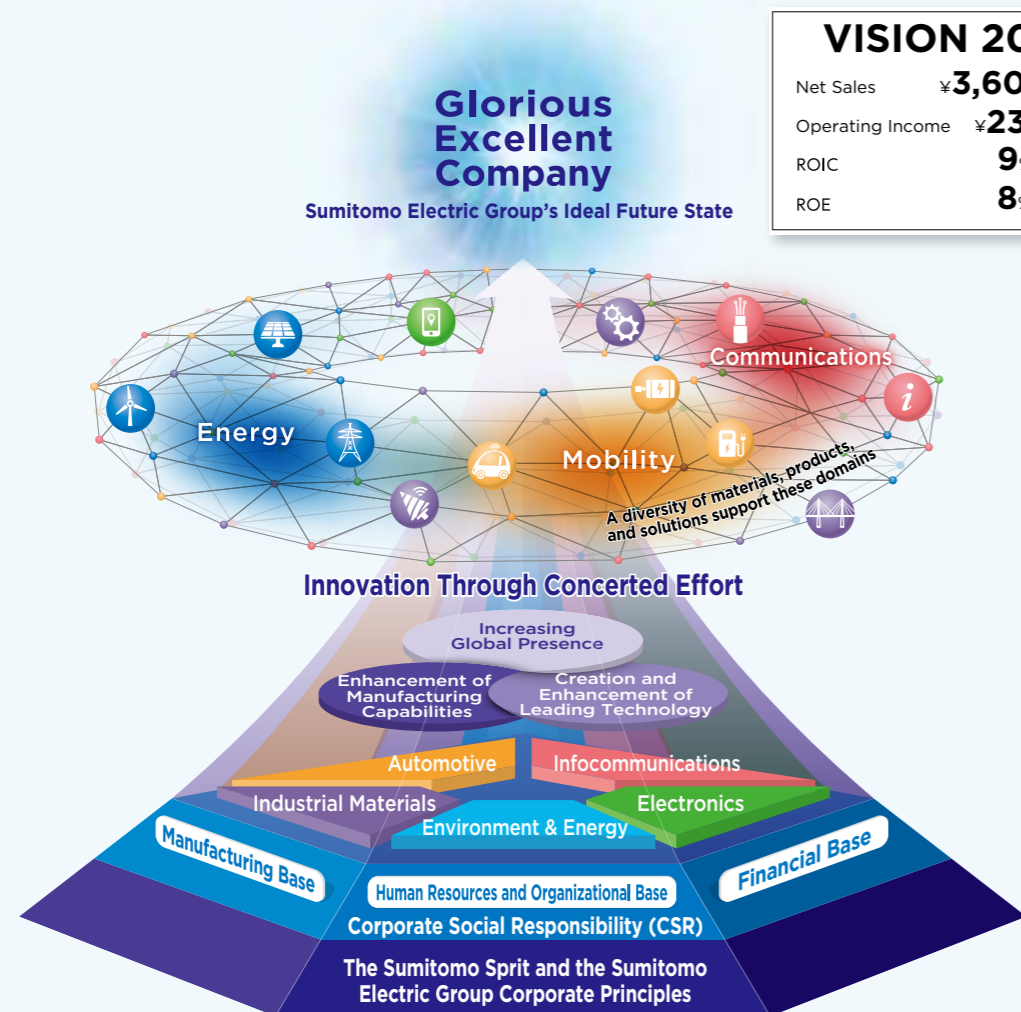 VISION 20
Net Sales ¥3,60
Operating Income ¥23
ROIC 9
ROE 8%
Glorious
Excellent
Company
Sumitomo Electric Group's Ideal Future State
Communications
Energy
Mobility
A diversity of materials, products,
and solutions support these domains
Innovation Through Concerted Effort
Increasing
Global Presence
Enhancement of
Manufacturing
Capabilities
Creation and
Enhancement of
Leading Technology
Automotive
Infocommunications
Industrial Materials
Electronics
Environment & Energy
Manufacturing Base
Financial Base
Human Resources and Organizational Base
Corporate Social Responsibility (CSR)
The Sumitomo Sprit and the Sumitomo
Electric Group Corporate Principles